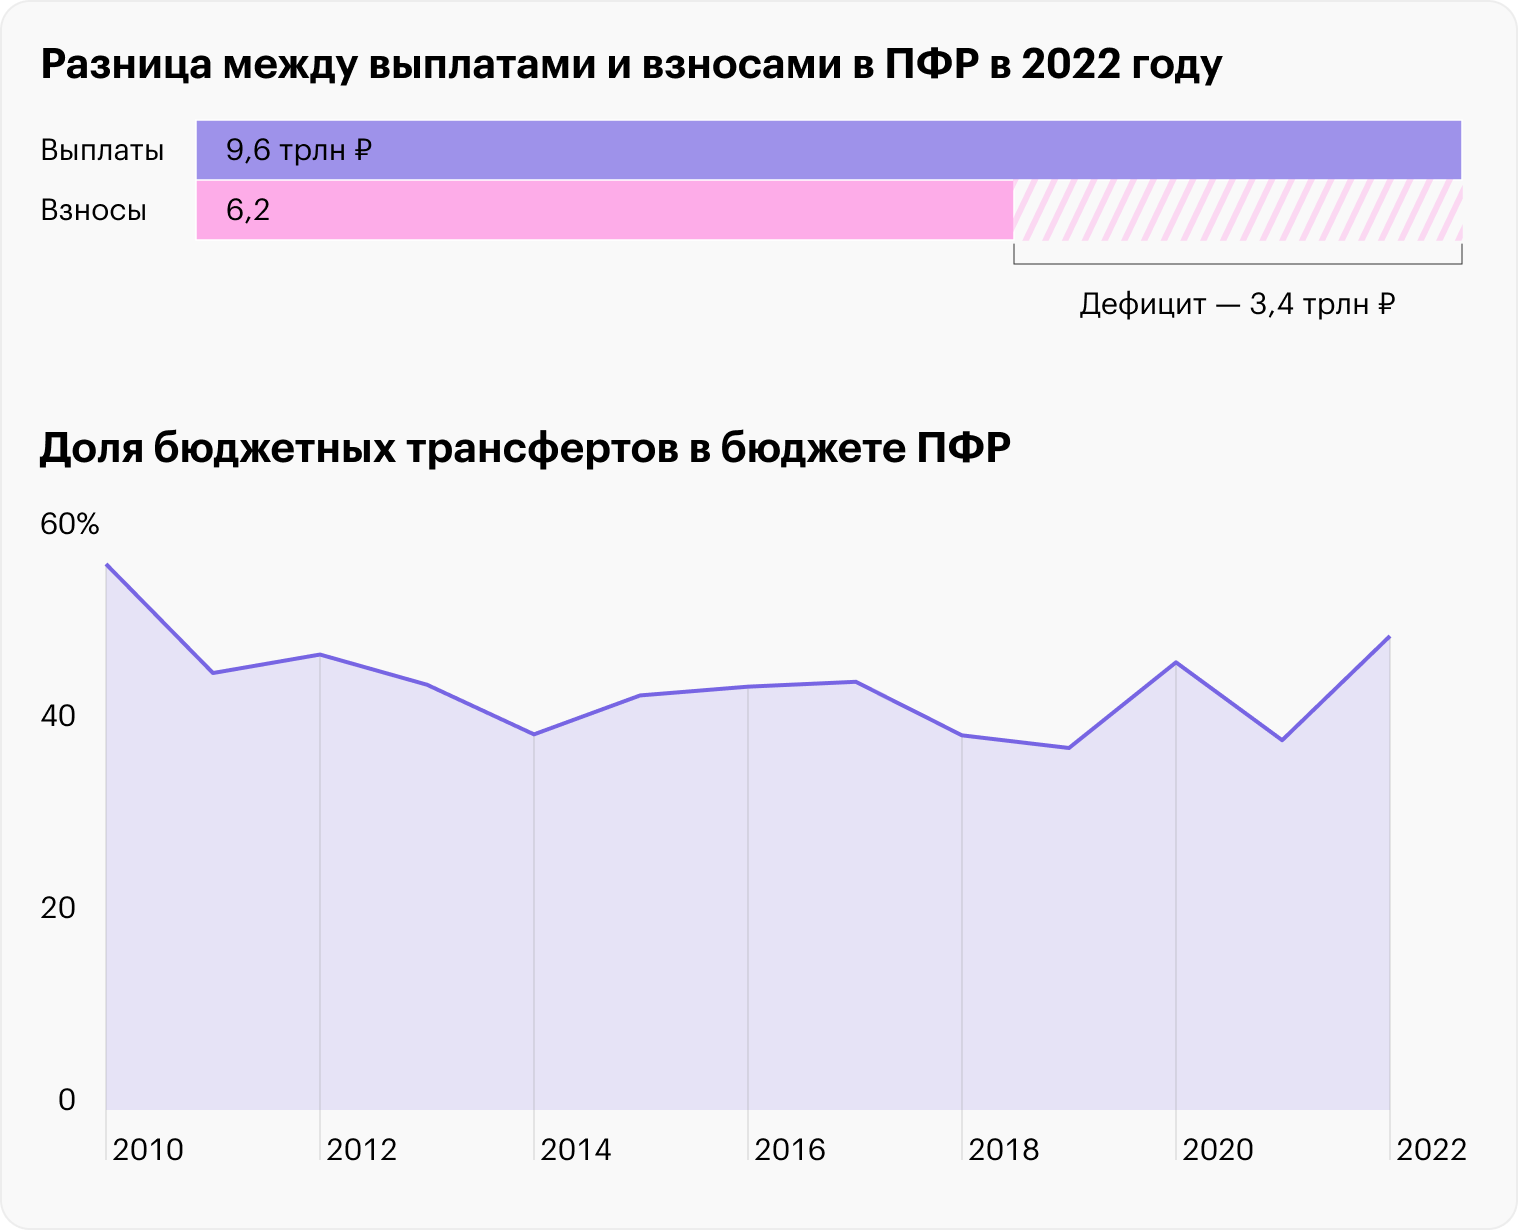 Разница между выплатами и взносами в ПФР в 2022 году
Выплаты 9,6 трлн ₽
Взносы 6,2
Дефицит — 3,4 трлн ₽
Доля бюджетных трансфертов в бюджете ПФР
60%
40
20
0
2010 2012 2014 2016 2018 2020 2022